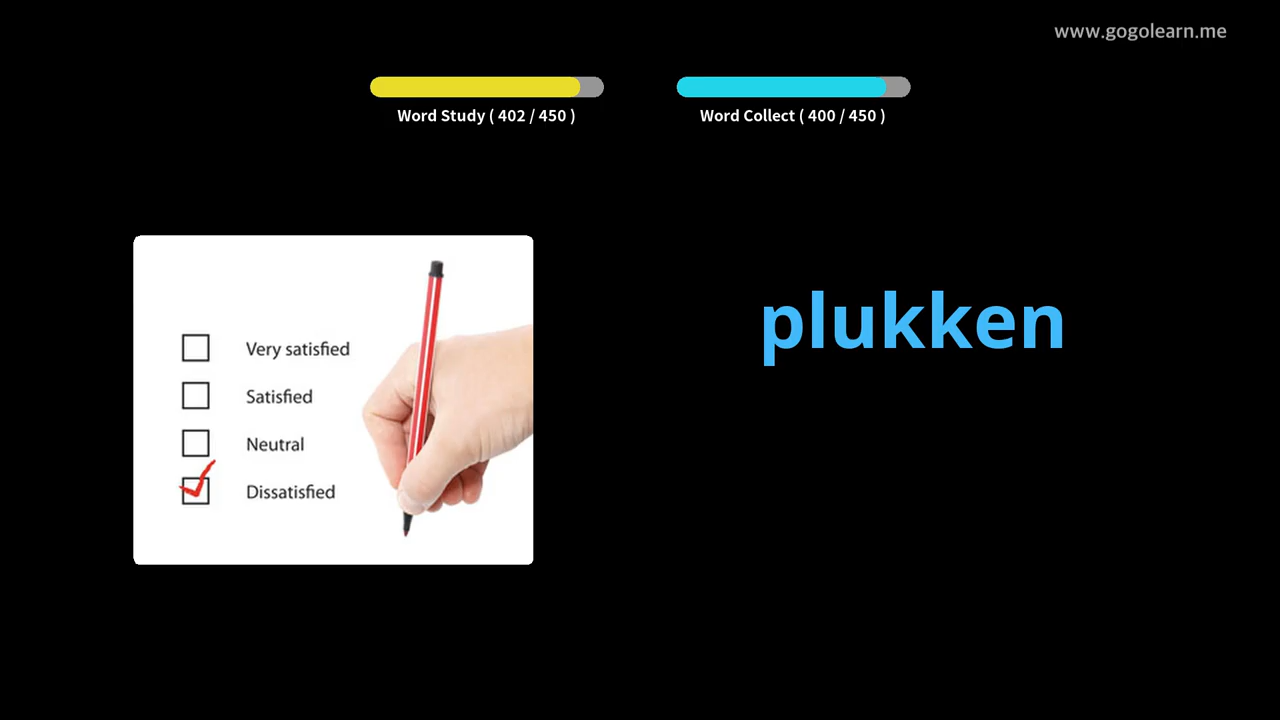 www.gogolearn.me
Word Study ( 402 / 450 )
Word Collect ( 400 / 450 )
plukken
Very satisfied
Satisfied
Neutral
Dissatisfied